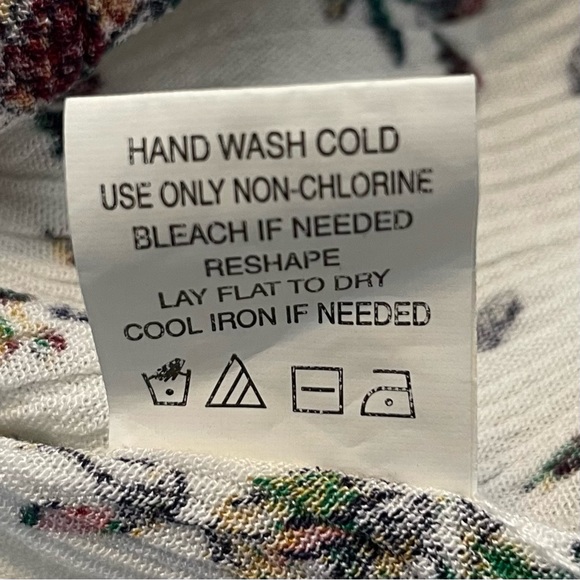 HAND WASH COLD
USE ONLY NON-CHLORINE
BLEACH IF NEEDED
RESHAPE
LAY FLAT TO DRY
COOL IRON IF NEEDED